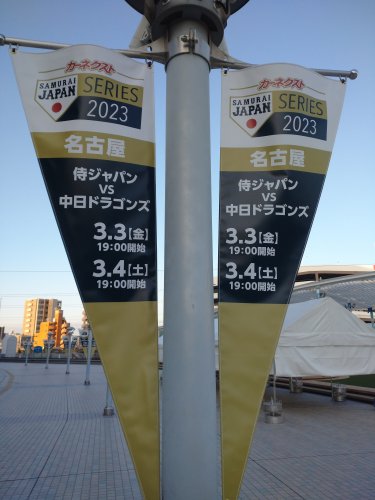 カーネクスト
SAMURAI
JAPAN
SERIES
2023
名古屋
侍ジャパン
VS
中日ドラゴンズ
3.3[金]
19:00開始
3.4[土]
19:00開始
カーネクスト
SAMURAI
JAPAN
SERIES
2023
名古屋
侍ジャパン
VS
中日ドラゴンズ
3.3[金]
19:00開始
3.4[土]
19:00開始